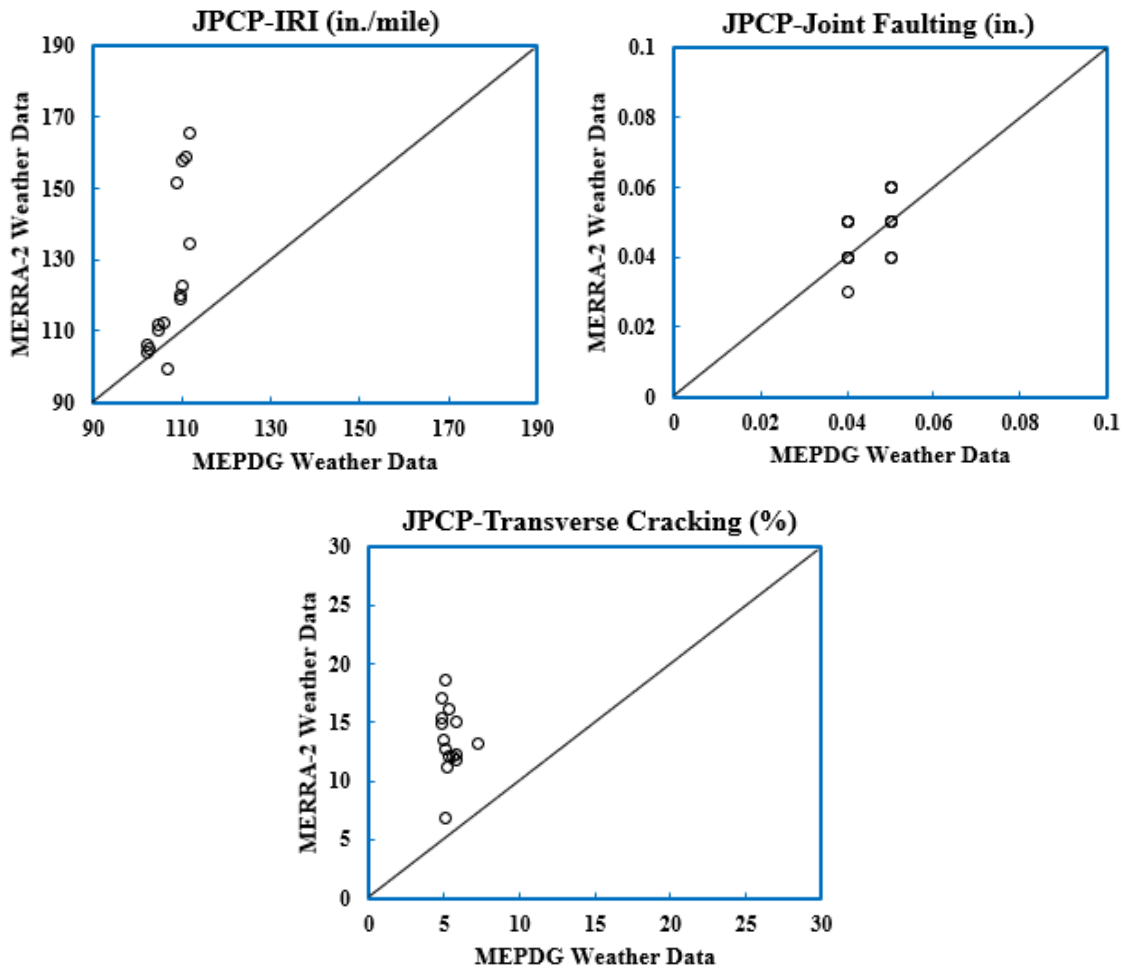 JPCP-IRI (in./mile)
190
170
150
130
110
90
MERRA-2 Weather Data
90 110 130 150 170 190
MEPDG Weather Data
JPCP-Joint Faulting (in.)
0.1
0.08
0.06
0.04
0.02
0
MERRA-2 Weather Data
0 0.02 0.04 0.06 0.08 0.1
MEPDG Weather Data
JPCP-Transverse Cracking (%)
30
25
20
15
10
5
0
MERRA-2 Weather Data
0 5 10 15 20 25 30
MEPDG Weather Data